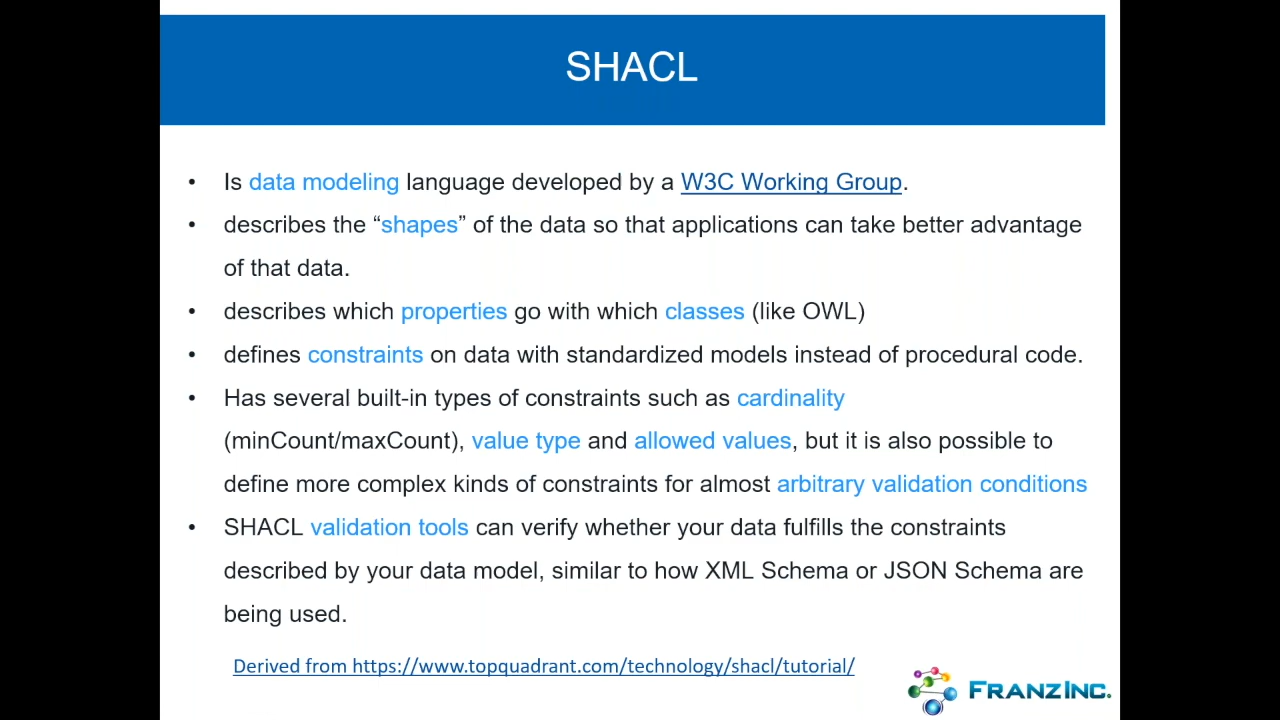 SHACL
• Is data modeling language developed by a W3C Working Group.
• describes the “shapes” of the data so that applications can take better advantage
of that data.
• describes which properties go with which classes (like OWL)
• defines constraints on data with standardized models instead of procedural code.
• Has several built-in types of constraints such as cardinality
(minCount/maxCount), value type and allowed values, but it is also possible to
define more complex kinds of constraints for almost arbitrary validation conditions
• SHACL validation tools can verify whether your data fulfills the constraints
described by your data model, similar to how XML Schema or JSON Schema are
being used.
Derived from https://www.topquadrant.com/technology/shacl/tutorial/
FRANZINC.